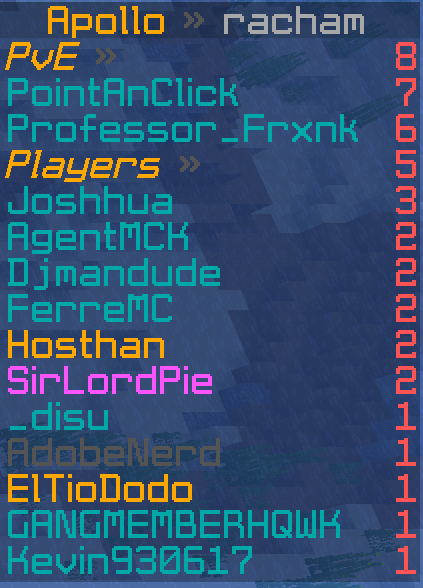 Apollo » racham
PvE » 8
PointAnClick 7
Professor_Frxnk 6
Players » 5
Joshhua 3
AgentMCK 2
Djmandude 2
FerreMC 2
Hosthan 2
SirLordPie 2
_disu 1
AdobeNerd 1
ElTioDodo 1
GANGMEMBERHQWK 1
Kevin930617 1